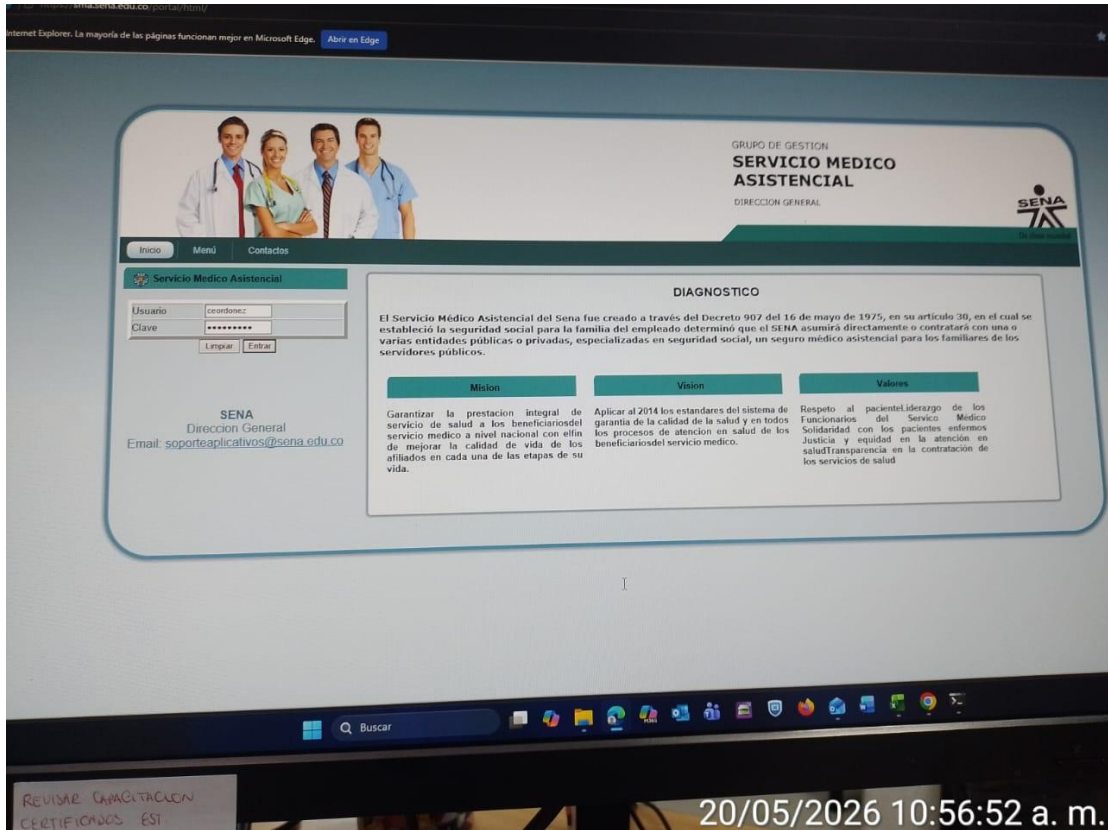 sma.sena.edu.co/portal/html/
Internet Explorer. La mayoría de las páginas funcionan mejor en Microsoft Edge. Abrir en Edge
GRUPO DE GESTION
SERVICIO MEDICO
ASISTENCIAL
DIRECCION GENERAL
SENA
Inicio Menú Contactos
Servicio Medico Asistencial
Usuario ceordonez
Clave •••••••••
Limpiar Entrar
SENA
Direccion General
Email: soporteaplicativos@sena.edu.co
DIAGNOSTICO
El Servicio Médico Asistencial del Sena fue creado a través del Decreto 907 del 16 de mayo de 1975, en su artículo 30, en el cual se
estableció la seguridad social para la familia del empleado determinó que el SENA asumirá directamente o contratará con una o
varias entidades públicas o privadas, especializadas en seguridad social, un seguro médico asistencial para los familiares de los
servidores públicos.
Mision
Garantizar la prestacion integral de
servicio de salud a los beneficiariosdel
servicio medico a nivel nacional con elfin
de mejorar la calidad de vida de los
afiliados en cada una de las etapas de su
vida.
Vision
Aplicar al 2014 los estandares del sistema de
garantia de la calidad de la salud y en todos
los procesos de atencion en salud de los
beneficiariosdel servicio medico.
Valores
Respeto al pacienteLiderazgo de los
Funcionarios del Servico Médico
Solidaridad con los pacientes enfermos
Justicia y equidad en la atención en
saludTransparencia en la contratación de
los servicios de salud
Buscar
REVISAR CAPACITACION
CERTIFICADOS EST
20/05/2026 10:56:52 a. m.